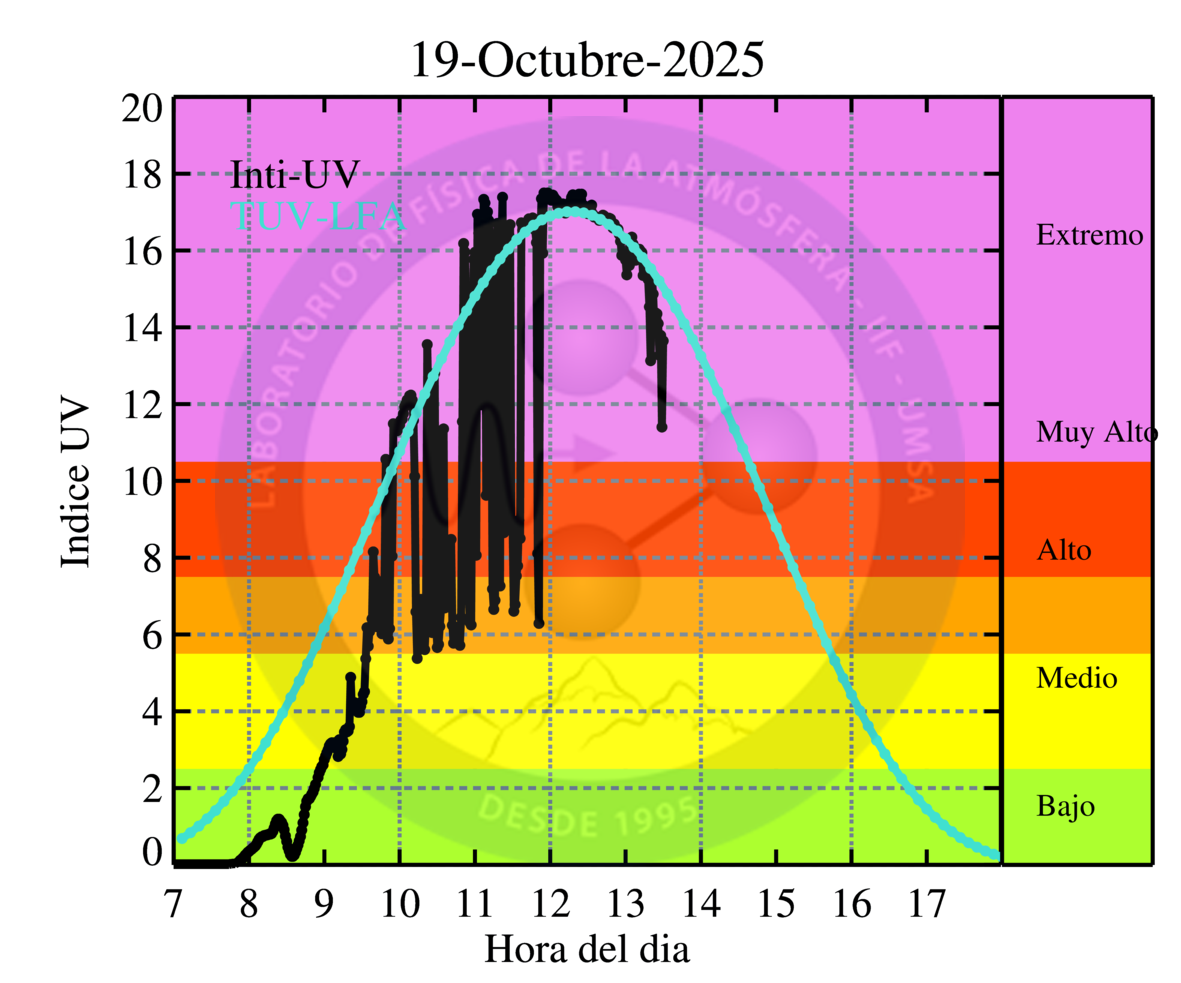 19-Octubre-2025
20
18
16
14
12
10
8
6
4
2
0
Indice UV
Inti-UV
TUV-LFA
LABORATORIO DE FÍSICA DE LA ATMÓSFERA - IIF - UMSA
DESDE 1995
Extremo
Muy Alto
Alto
Medio
Bajo
7 8 9 10 11 12 13 14 15 16 17
Hora del dia